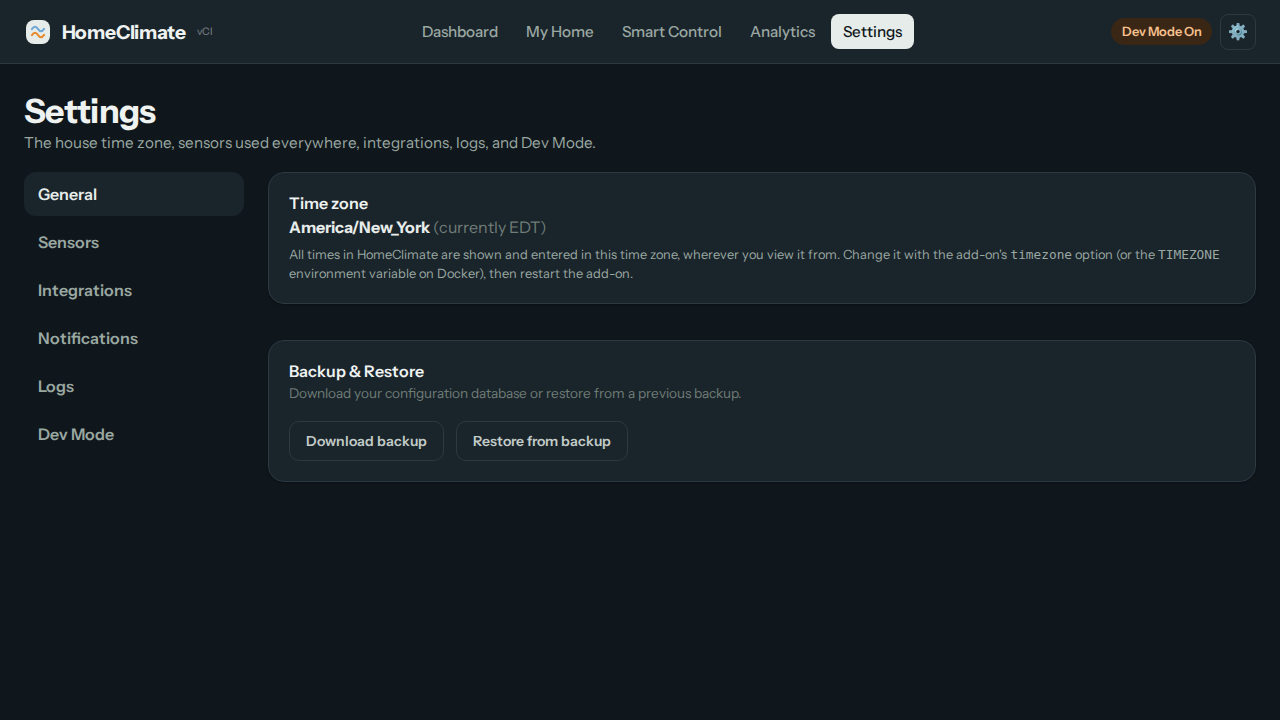 HomeClimate vCI
Dashboard
My Home
Smart Control
Analytics
Settings
Dev Mode On
Settings
The house time zone, sensors used everywhere, integrations, logs, and Dev Mode.
General
Sensors
Integrations
Notifications
Logs
Dev Mode
Time zone
America/New_York (currently EDT)
All times in HomeClimate are shown and entered in this time zone, wherever you view it from. Change it with the add-on's timezone option (or the TIMEZONE
environment variable on Docker), then restart the add-on.
Backup & Restore
Download your configuration database or restore from a previous backup.
Download backup
Restore from backup